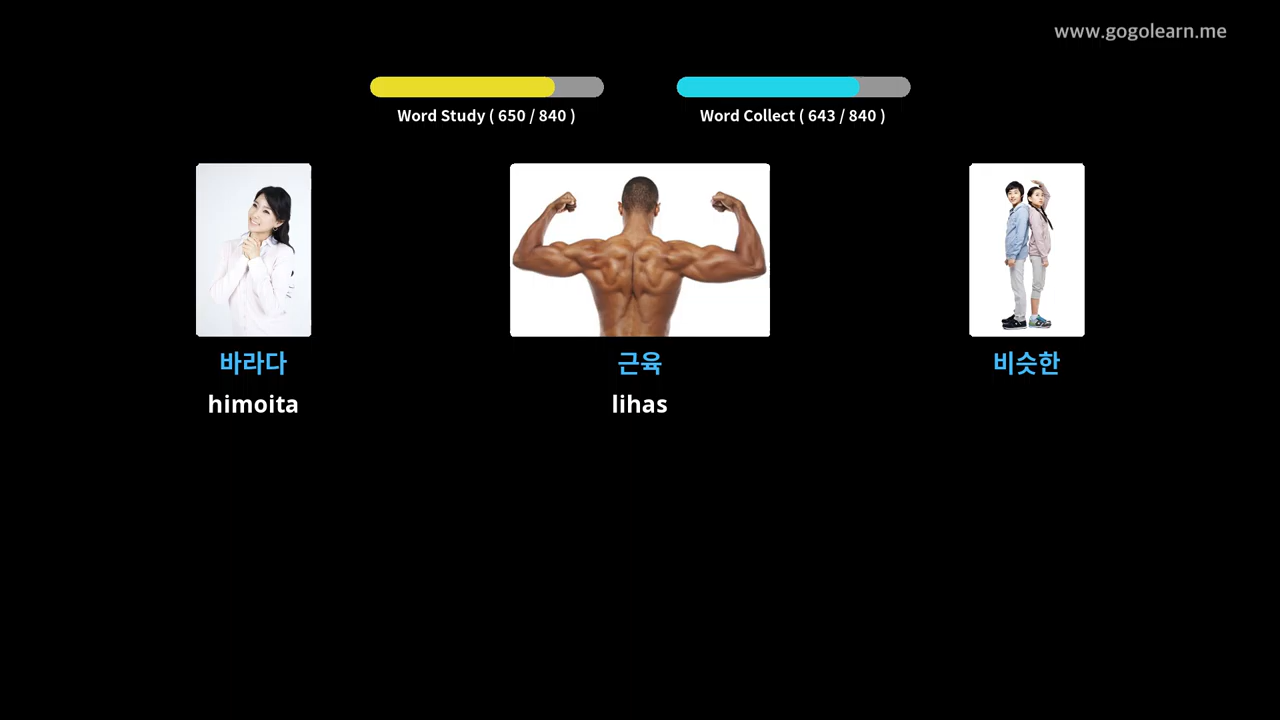 www.gogolearn.me
Word Study ( 650 / 840 )
Word Collect ( 643 / 840 )
바라다
근육
비슷한
himoita
lihas